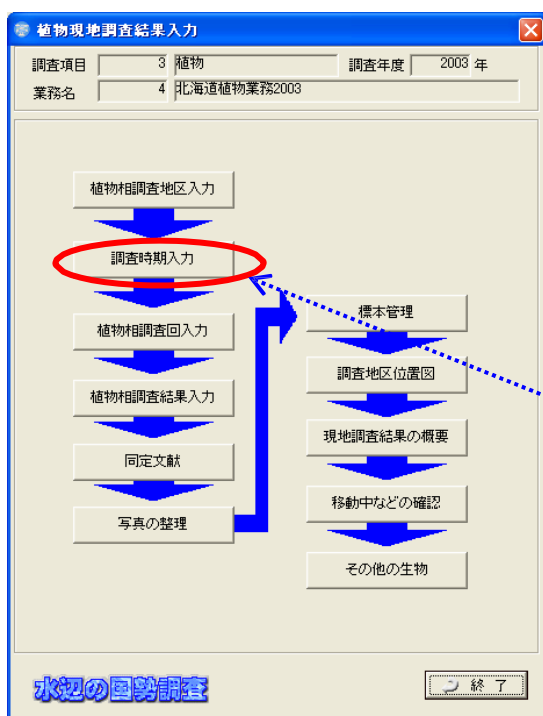 植物現地調査結果入力
調査項目 3 植物 調査年度 2003 年
業務名 4 北海道植物業務2003
植物相調査地区入力
調査時期入力
植物相調査回入力
植物相調査結果入力
同定文献
写真の整理
標本管理
調査地区位置図
現地調査結果の概要
移動中などの確認
その他の生物
水辺の国勢調査
終 了